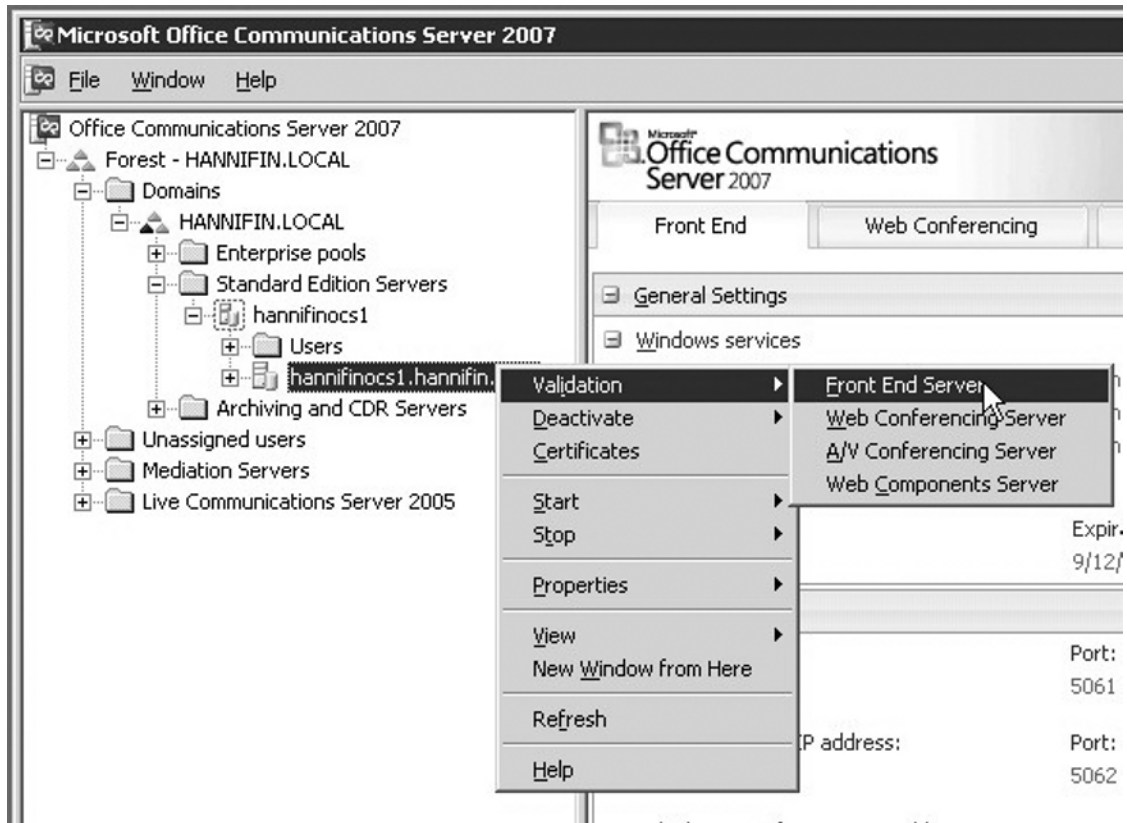 Microsoft Office Communications Server 2007
File Window Help
Office Communications Server 2007
Forest - HANNIFIN.LOCAL
Domains
HANNIFIN.LOCAL
Enterprise pools
Standard Edition Servers
hannifinocs1
Users
hannifinocs1.hannifin.
Archiving and CDR Servers
Unassigned users
Mediation Servers
Live Communications Server 2005
Microsoft
Office Communications
Server 2007
Front End Web Conferencing
General Settings
Windows services
Validation
Deactivate
Certificates
Start
Stop
Properties
View
New Window from Here
Refresh
Help
Front End Server
Web Conferencing Server
A/V Conferencing Server
Web Components Server
Expir
9/12/
Port:
5061
IP address: Port:
5062